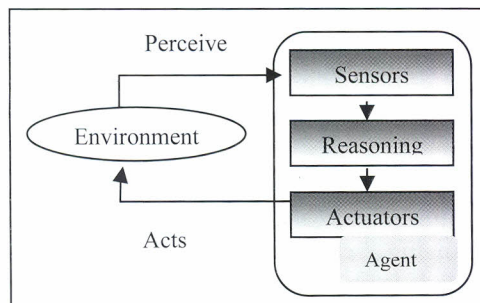 Perceive
Sensors
Environment
Reasoning
Actuators
Acts
Agent